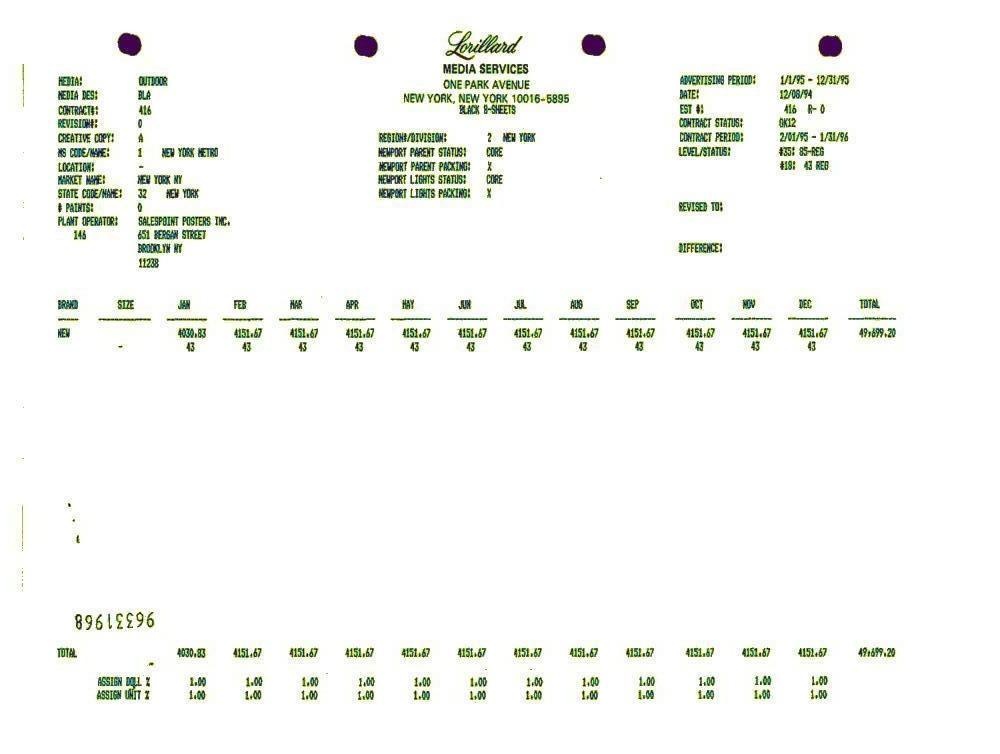 Lorillard
MEDIA SERVICES
ONE PARK AVENUE
NEW YORK, NEW YORK 10016-5895
BLACK 8-SHEETS
MEDIA: OUTDOOR
MEDIA DES: BLA
CONTRACT#: 416
REVISION#: 0
CREATIVE COPY: A
MS CODE/NAME: 1 NEW YORK METRO
LOCATION: -
MARKET NAME: NEW YORK NY
STATE CODE/NAME: 32 NEW YORK
# PAINTS: 0
PLANT OPERATOR: SALESPOINT POSTERS INC.
146 651 BERGAN STREET
BROOKLYN NY
11238
REGION#/DIVISION: 2 NEW YORK
NEWPORT PARENT STATUS: CORE
NEWPORT PARENT PACKING: X
NEWPORT LIGHTS STATUS: CORE
NEWPORT LIGHTS PACKING: X
ADVERTISING PERIOD: 1/1/95 - 12/31/95
DATE: 12/08/94
EST #: 416 R- 0
CONTRACT STATUS: OK12
CONTRACT PERIOD: 2/01/95 - 1/31/96
LEVEL/STATUS: #35: 85-REG
#18: 43 REG
REVISED TO:
DIFFERENCE:
BRAND SIZE JAN FEB MAR APR MAY JUN JUL AUG SEP OCT NOV DEC TOTAL
NEW 4030.83 4151.67 4151.67 4151.67 4151.67 4151.67 4151.67 4151.67 4151.67 4151.67 4151.67 4151.67 49,699.20
- 43 43 43 43 43 43 43 43 43 43 43 43
96331968
TOTAL 4030.83 4151.67 4151.67 4151.67 4151.67 4151.67 4151.67 4151.67 4151.67 4151.67 4151.67 4151.67 49,699.20
-
ASSIGN DOLL % 1.00 1.00 1.00 1.00 1.00 1.00 1.00 1.00 1.00 1.00 1.00 1.00
ASSIGN UNIT % 1.00 1.00 1.00 1.00 1.00 1.00 1.00 1.00 1.00 1.00 1.00 1.00